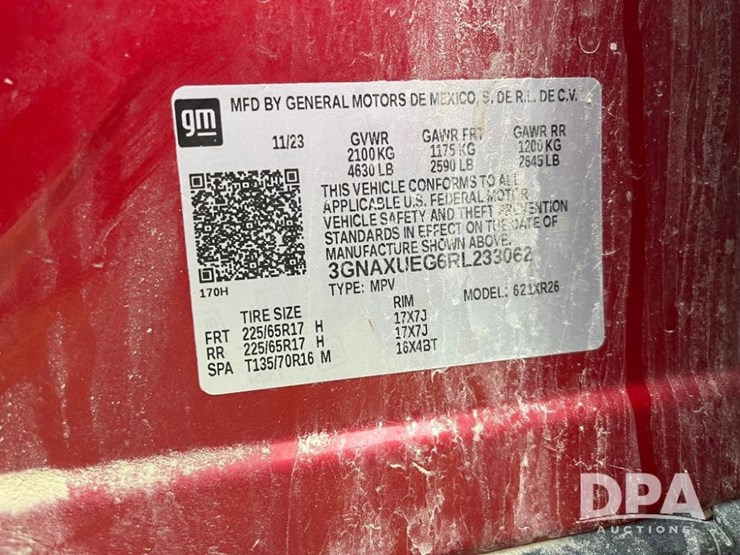 gm
MFD BY GENERAL MOTORS DE MEXICO, S. DE R.L. DE C.V.
11/23 GVWR GAWR FRT GAWR RR
2100 KG 1175 KG 1200 KG
4630 LB 2590 LB 2645 LB
THIS VEHICLE CONFORMS TO ALL
APPLICABLE U.S. FEDERAL MOTOR
VEHICLE SAFETY AND THEFT PREVENTION
STANDARDS IN EFFECT ON THE DATE OF
MANUFACTURE SHOWN ABOVE.
3GNAXUEG6RL233062
170H
TYPE: MPV MODEL: 621XR26
TIRE SIZE RIM
FRT 225/65R17 H 17X7J
RR 225/65R17 H 17X7J
SPA T135/70R16 M 16X4BT
DPA
AUCTIONS